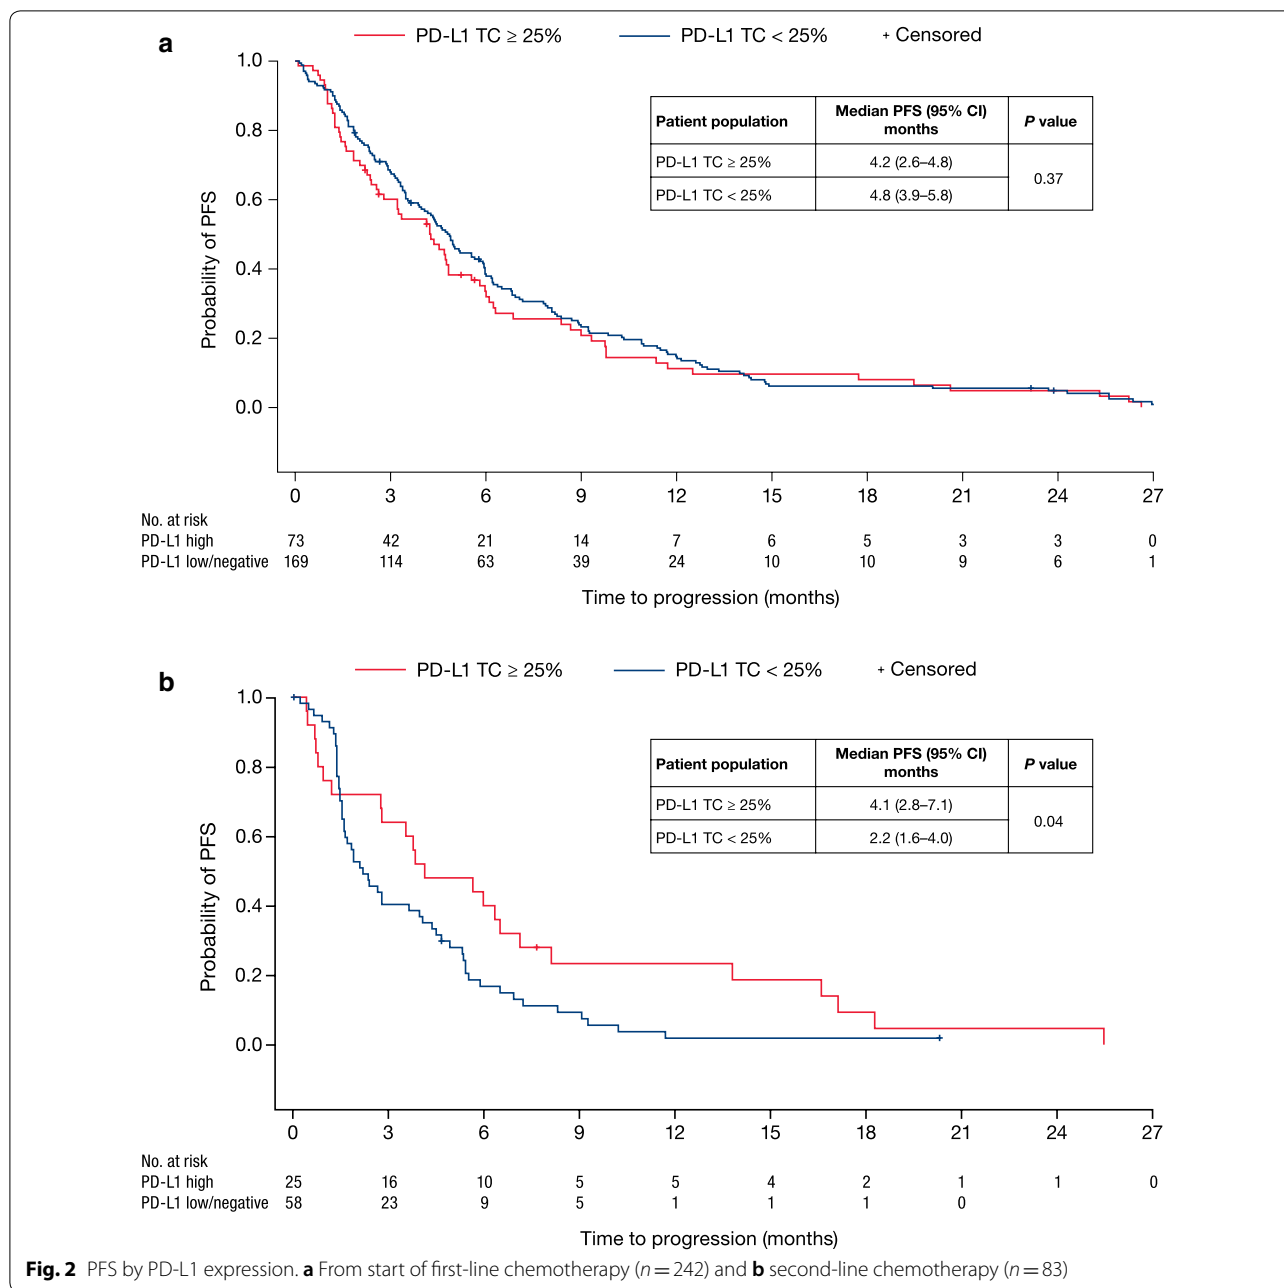 a
PD-L1 TC ≥ 25% PD-L1 TC < 25% + Censored
Patient population Median PFS (95% CI) months P value
PD-L1 TC ≥ 25% 4.2 (2.6–4.8) 0.37
PD-L1 TC < 25% 4.8 (3.9–5.8)
Probability of PFS
1.0
0.8
0.6
0.4
0.2
0.0
0 3 6 9 12 15 18 21 24 27
No. at risk
PD-L1 high 73 42 21 14 7 6 5 3 3 0
PD-L1 low/negative 169 114 63 39 24 10 10 9 6 1
Time to progression (months)
b
PD-L1 TC ≥ 25% PD-L1 TC < 25% + Censored
Patient population Median PFS (95% CI) months P value
PD-L1 TC ≥ 25% 4.1 (2.8–7.1) 0.04
PD-L1 TC < 25% 2.2 (1.6–4.0)
Probability of PFS
1.0
0.8
0.6
0.4
0.2
0.0
0 3 6 9 12 15 18 21 24 27
No. at risk
PD-L1 high 25 16 10 5 5 4 2 1 1 0
PD-L1 low/negative 58 23 9 5 1 1 1 0
Time to progression (months)
Fig. 2 PFS by PD-L1 expression. a From start of first-line chemotherapy (n = 242) and b second-line chemotherapy (n = 83)